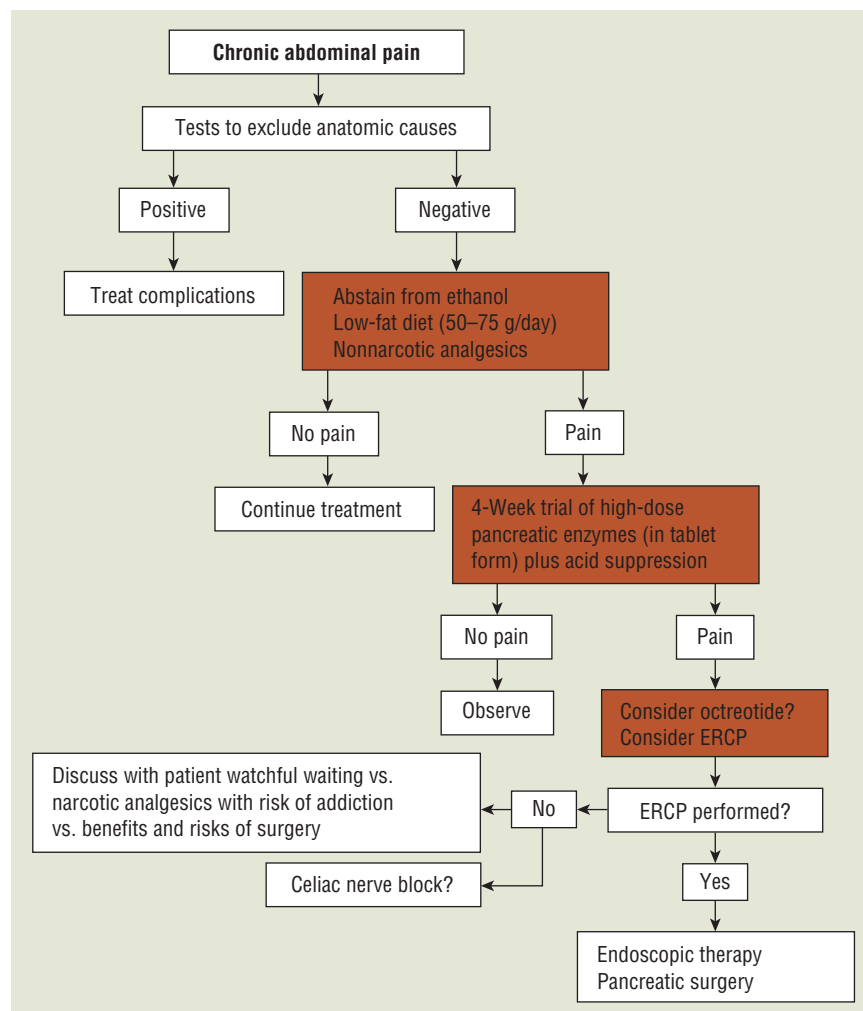 Chronic abdominal pain
Tests to exclude anatomic causes
Positive
Negative
Treat complications
Abstain from ethanol
Low-fat diet (50–75 g/day)
Nonnarcotic analgesics
No pain
Pain
Continue treatment
4-Week trial of high-dose
pancreatic enzymes (in tablet
form) plus acid suppression
No pain
Pain
Observe
Consider octreotide?
Consider ERCP
Discuss with patient watchful waiting vs.
narcotic analgesics with risk of addiction
vs. benefits and risks of surgery
No
ERCP performed?
Celiac nerve block?
Yes
Endoscopic therapy
Pancreatic surgery